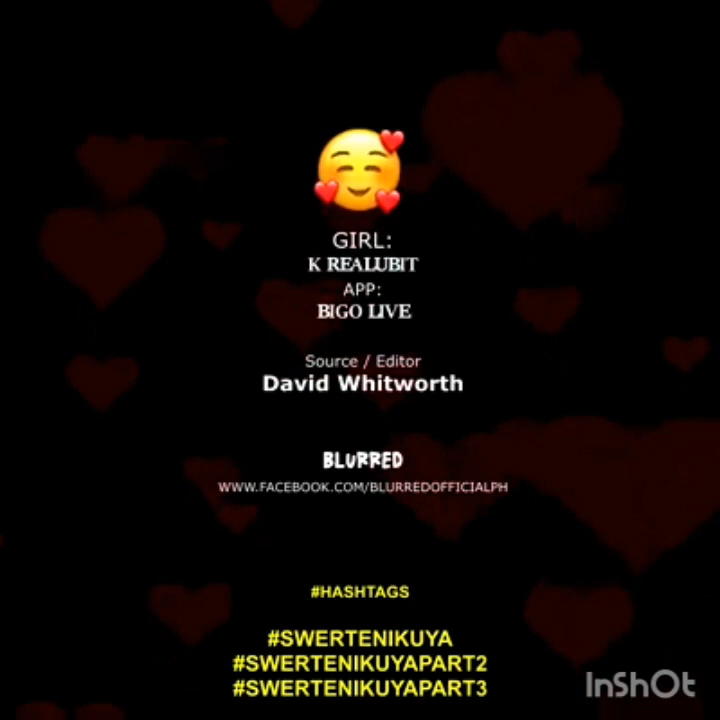 GIRL:
K REALUBIT
APP:
BIGO LIVE
Source / Editor
David Whitworth
BLURRED
WWW.FACEBOOK.COM/BLURREDOFFICIALPH
#HASHTAGS
#SWERTENIKUYA
#SWERTENIKUYAPART2
#SWERTENIKUYAPART3
InShOt